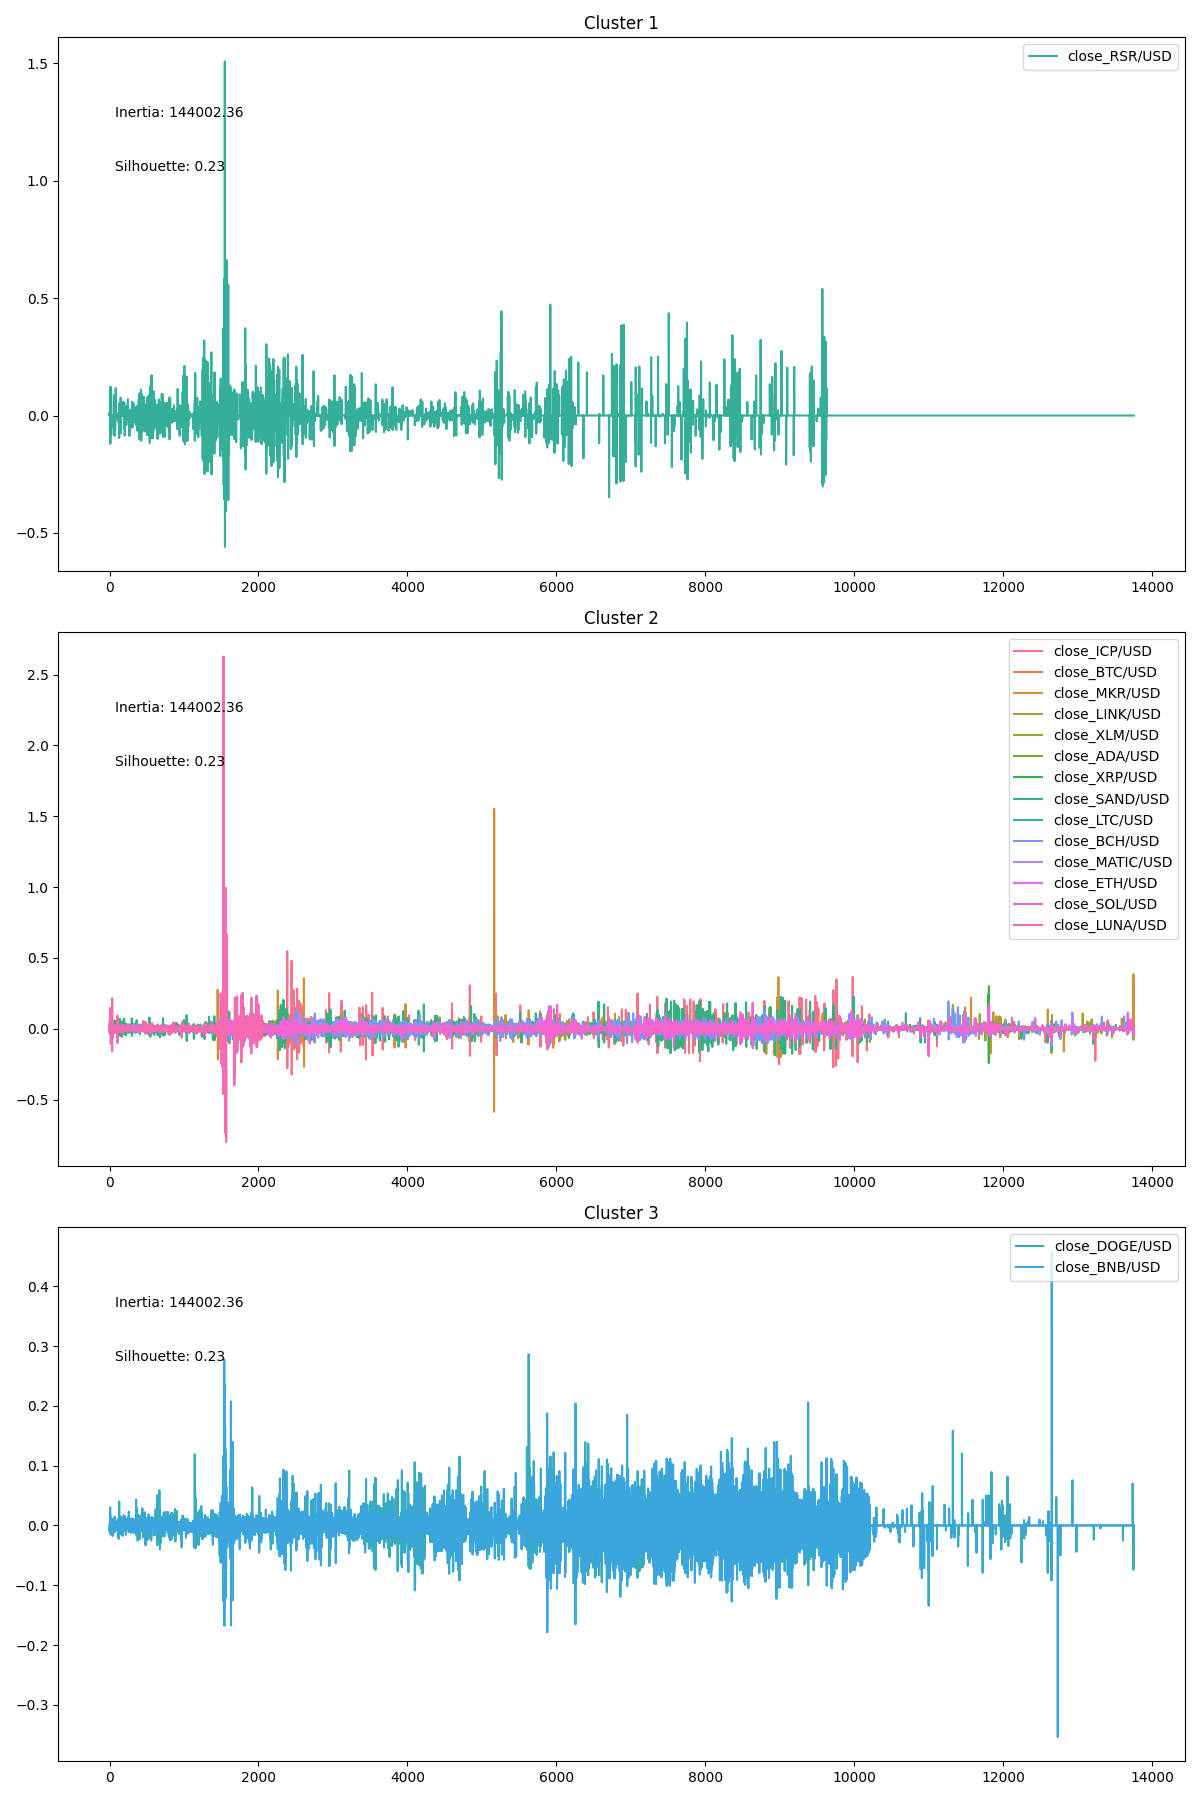 Cluster 1
close_RSR/USD
1.5
Inertia: 144002.36
Silhouette: 0.23
1.0
0.5
0.0
−0.5
0 2000 4000 6000 8000 10000 12000 14000
Cluster 2
close_ICP/USD
close_BTC/USD
close_MKR/USD
close_LINK/USD
close_XLM/USD
close_ADA/USD
close_XRP/USD
close_SAND/USD
close_LTC/USD
close_BCH/USD
close_MATIC/USD
close_ETH/USD
close_SOL/USD
close_LUNA/USD
2.5
Inertia: 144002.36
2.0
Silhouette: 0.23
1.5
1.0
0.5
0.0
−0.5
0 2000 4000 6000 8000 10000 12000 14000
Cluster 3
close_DOGE/USD
close_BNB/USD
0.4
Inertia: 144002.36
0.3
Silhouette: 0.23
0.2
0.1
0.0
−0.1
−0.2
−0.3
0 2000 4000 6000 8000 10000 12000 14000